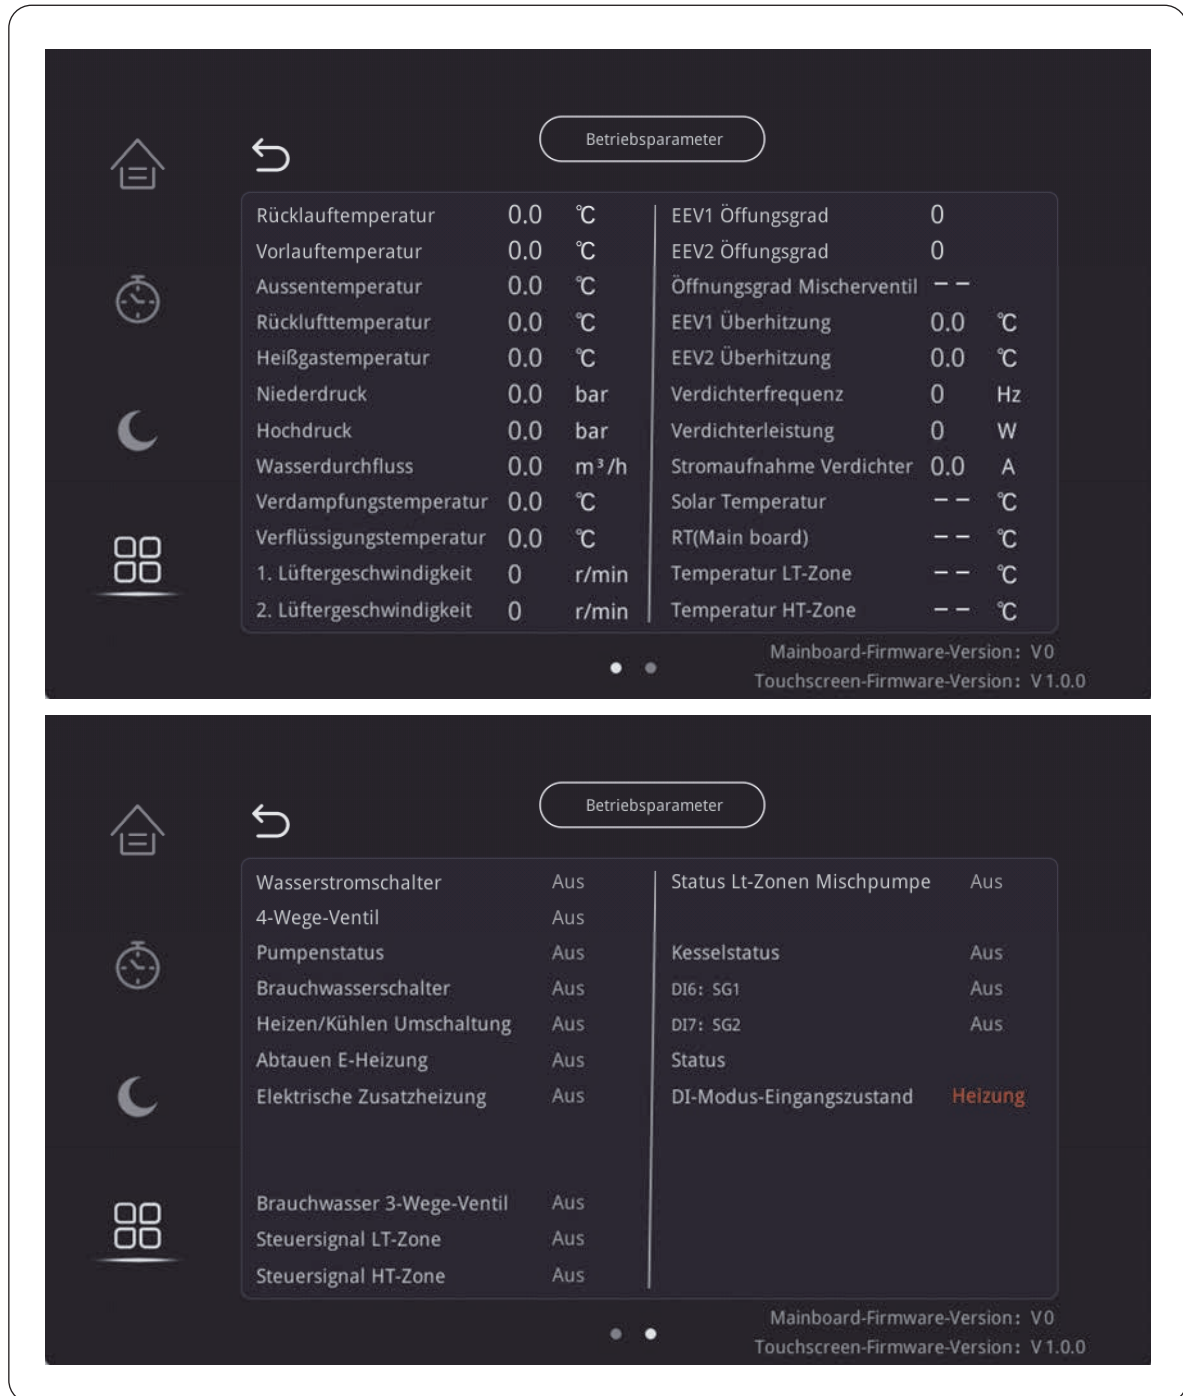 Betriebsparameter
Rücklauftemperatur 0.0 ℃ EEV1 Öffungsgrad 0
Vorlauftemperatur 0.0 ℃ EEV2 Öffungsgrad 0
Aussentemperatur 0.0 ℃ Öffnungsgrad Mischerventil – –
Rücklufttemperatur 0.0 ℃ EEV1 Überhitzung 0.0 ℃
Heißgastemperatur 0.0 ℃ EEV2 Überhitzung 0.0 ℃
Niederdruck 0.0 bar Verdichterfrequenz 0 Hz
Hochdruck 0.0 bar Verdichterleistung 0 W
Wasserdurchfluss 0.0 m³/h Stromaufnahme Verdichter 0.0 A
Verdampfungstemperatur 0.0 ℃ Solar Temperatur – – ℃
Verflüssigungstemperatur 0.0 ℃ RT(Main board) – – ℃
1. Lüftergeschwindigkeit 0 r/min Temperatur LT-Zone – – ℃
2. Lüftergeschwindigkeit 0 r/min Temperatur HT-Zone – – ℃
Mainboard-Firmware-Version: V0
Touchscreen-Firmware-Version: V1.0.0
Betriebsparameter
Wasserstromschalter Aus Status Lt-Zonen Mischpumpe Aus
4-Wege-Ventil Aus
Pumpenstatus Aus Kesselstatus Aus
Brauchwasserschalter Aus DI6: SG1 Aus
Heizen/Kühlen Umschaltung Aus DI7: SG2 Aus
Abtauen E-Heizung Aus Status
Elektrische Zusatzheizung Aus DI-Modus-Eingangszustand Heizung
Brauchwasser 3-Wege-Ventil Aus
Steuersignal LT-Zone Aus
Steuersignal HT-Zone Aus
Mainboard-Firmware-Version: V0
Touchscreen-Firmware-Version: V1.0.0